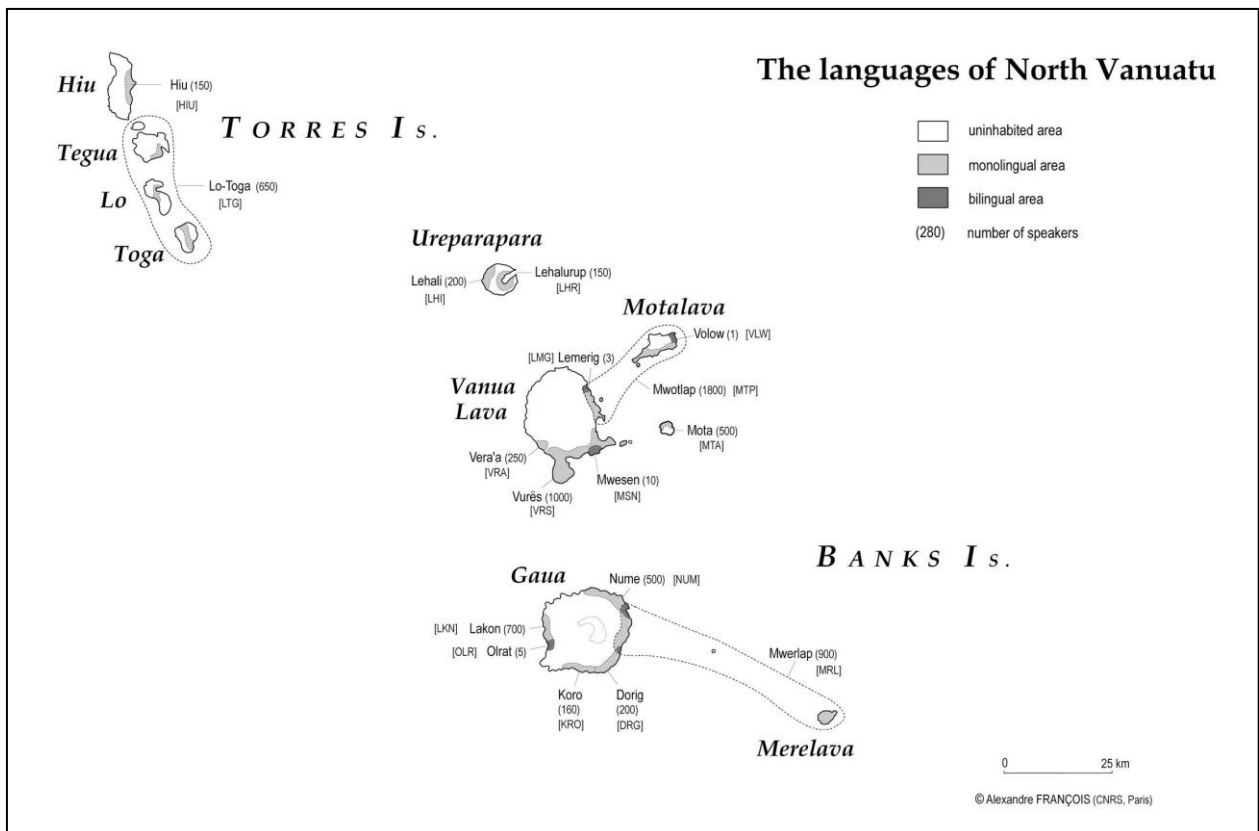 The languages of North Vanuatu
uninhabited area
monolingual area
bilingual area
(280) number of speakers
Hiu
Hiu (150)
[HIU]
TORRES Is.
Tegua
Lo-Toga (650)
[LTG]
Lo
Toga
Ureparapara
Lehali (200)
[LHI]
Lehalurup (150)
[LHR]
Motalava
Volow (1) [VLW]
[LMG] Lemerig (3)
Vanua
Lava
Mwotlap (1800) [MTP]
Mota (500)
[MTA]
Vera'a (250)
[VRA]
Mwesen (10)
[MSN]
Vurës (1000)
[VRS]
BANKS Is.
Gaua
Nume (500) [NUM]
[LKN] Lakon (700)
[OLR] Olrat (5)
Mwerlap (900)
[MRL]
Koro
(160)
[KRO]
Dorig
(200)
[DRG]
Merelava
0 25 km
© Alexandre FRANÇOIS (CNRS, Paris)